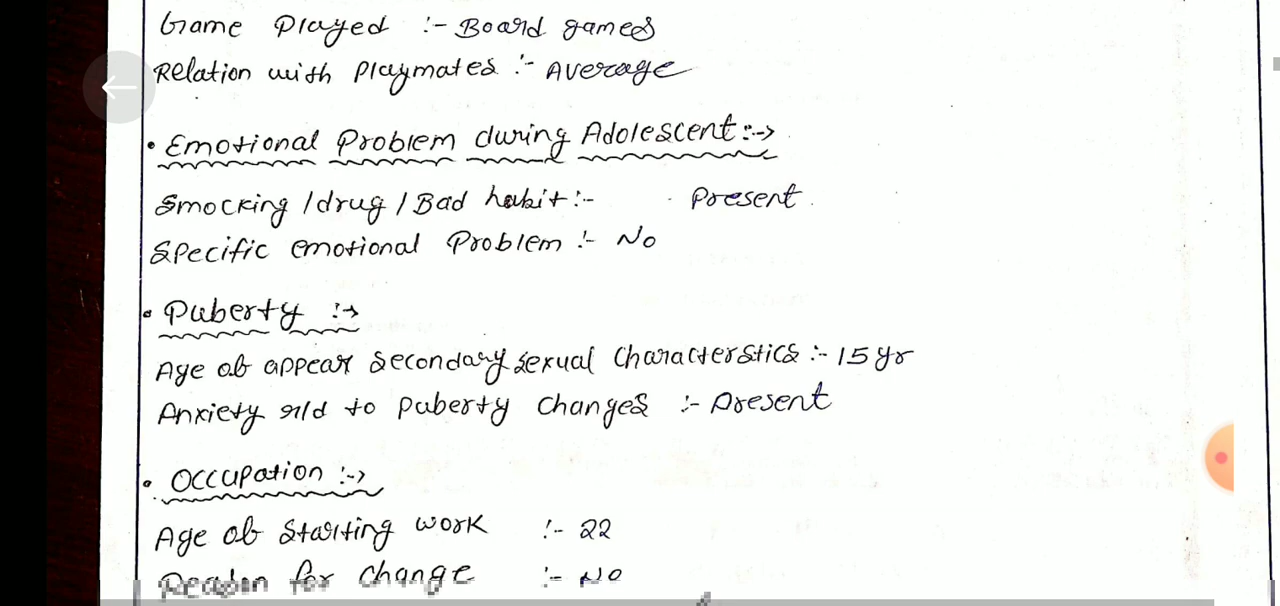 Game Played :- Board games
Relation with Playmates :- Average
• Emotional Problem during Adolescent :->
Smocking / drug / Bad habit :- Present
Specific emotional Problem :- No
• Puberty :->
Age of appear Secondary sexual characterstics :- 15 yr
Anxiety r/d to puberty changes :- Present
• Occupation :->
Age of starting work :- 22
Reason for change :- No